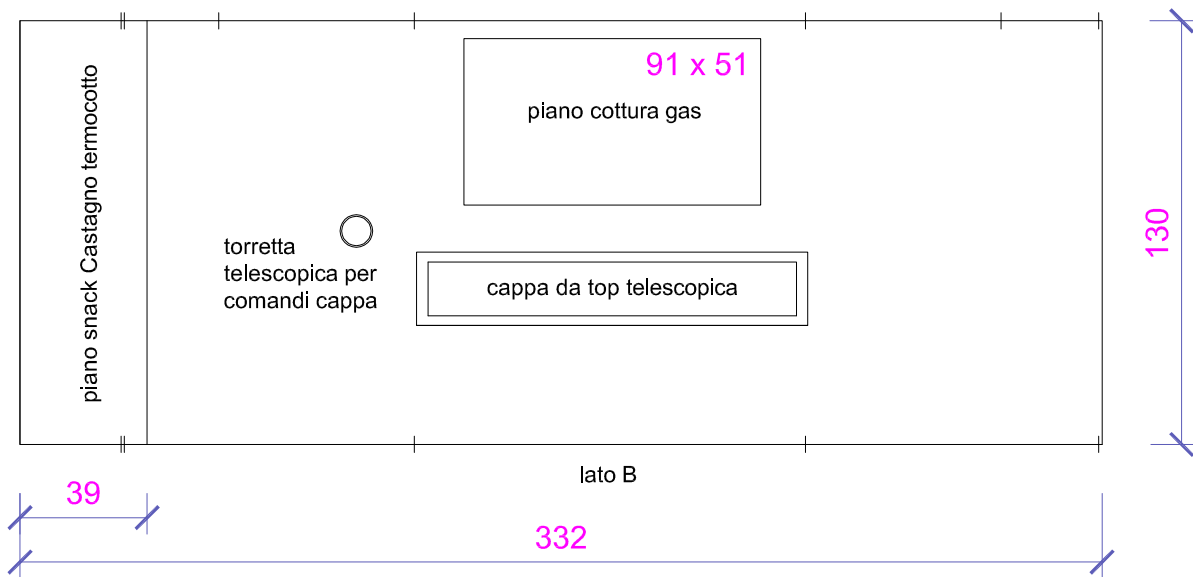 91 x 51
piano cottura gas
piano snack Castagno termocotto
torretta
telescopica per
comandi cappa
cappa da top telescopica
130
lato B
39
332